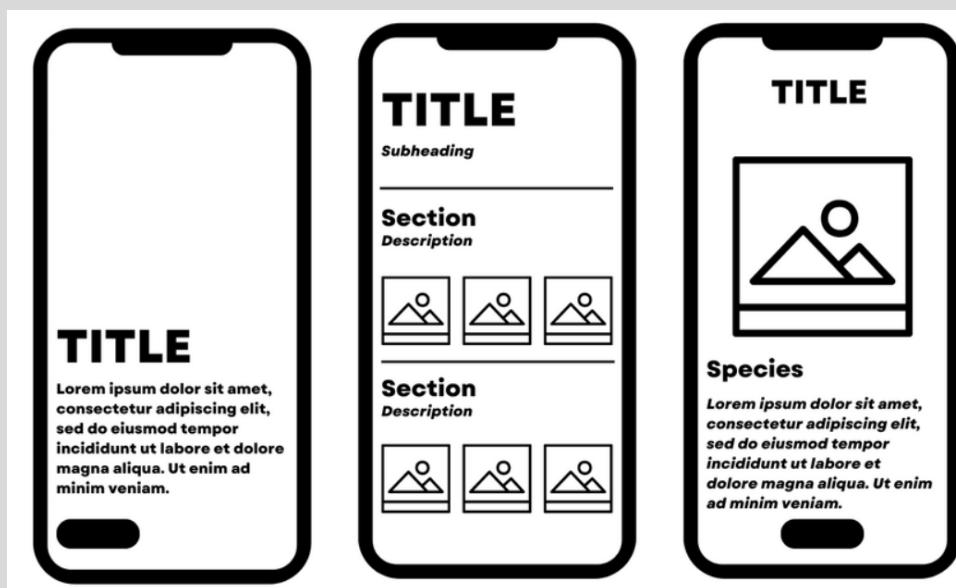 TITLE
Lorem ipsum dolor sit amet,
consectetur adipiscing elit,
sed do eiusmod tempor
incididunt ut labore et dolore
magna aliqua. Ut enim ad
minim veniam.
TITLE
Subheading
Section
Description
Section
Description
TITLE
Species
Lorem ipsum dolor sit amet,
consectetur adipiscing elit,
sed do eiusmod tempor
incididunt ut labore et
dolore magna aliqua. Ut enim
ad minim veniam.